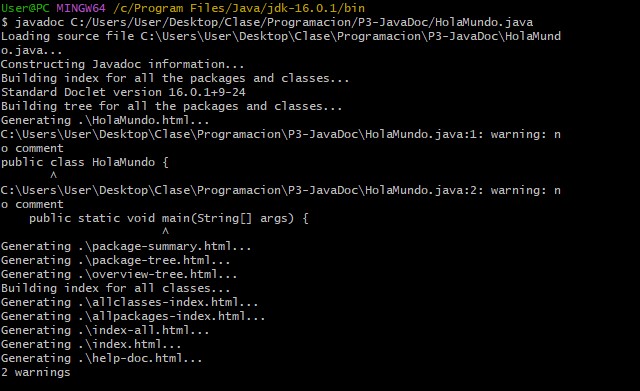 User@PC MINGW64 /c/Program Files/Java/jdk-16.0.1/bin
$ javadoc C:/Users/User/Desktop/Clase/Programacion/P3-JavaDoc/HolaMundo.java
Loading source file C:\Users\User\Desktop\Clase\Programacion\P3-JavaDoc\HolaMund
o.java...
Constructing Javadoc information...
Building index for all the packages and classes...
Standard Doclet version 16.0.1+9-24
Building tree for all the packages and classes...
Generating .\HolaMundo.html...
C:\Users\User\Desktop\Clase\Programacion\P3-JavaDoc\HolaMundo.java:1: warning: n
o comment
public class HolaMundo {
       ^
C:\Users\User\Desktop\Clase\Programacion\P3-JavaDoc\HolaMundo.java:2: warning: n
o comment
    public static void main(String[] args) {
                       ^
Generating .\package-summary.html...
Generating .\package-tree.html...
Generating .\overview-tree.html...
Building index for all classes...
Generating .\allclasses-index.html...
Generating .\allpackages-index.html...
Generating .\index-all.html...
Generating .\index.html...
Generating .\help-doc.html...
2 warnings